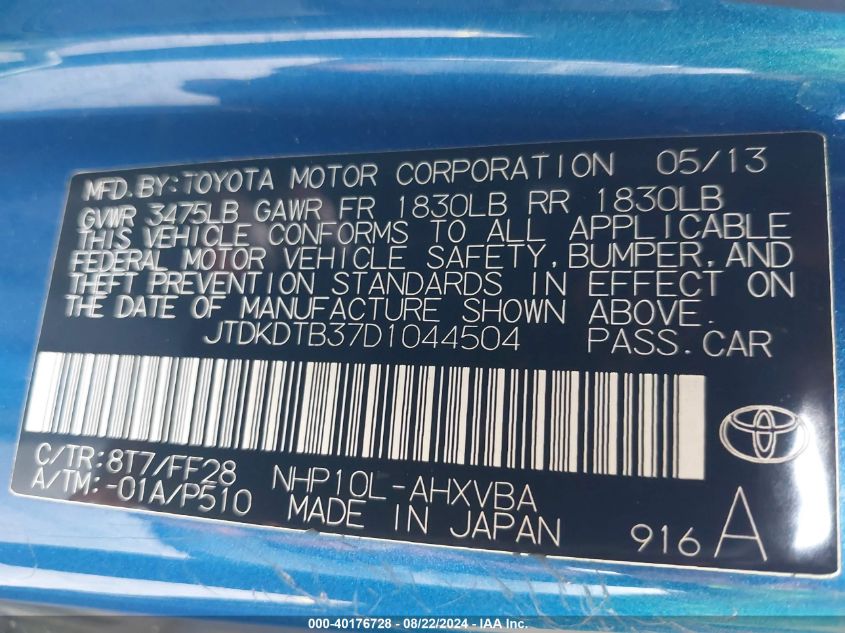 MFD. BY: TOYOTA MOTOR CORPORATION 05/13
GVWR 3475LB GAWR FR 1830LB RR 1830LB
THIS VEHICLE CONFORMS TO ALL APPLICABLE
FEDERAL MOTOR VEHICLE SAFETY, BUMPER, AND
THEFT PREVENTION STANDARDS IN EFFECT ON
THE DATE OF MANUFACTURE SHOWN ABOVE.
JTDKDTB37D1044504 PASS. CAR
C/TR: 8T7/FF28 NHP10L-AHXVBA
A/TM: -01A/P510 MADE IN JAPAN 916 A
000-40176728 - 08/22/2024 - IAA Inc.